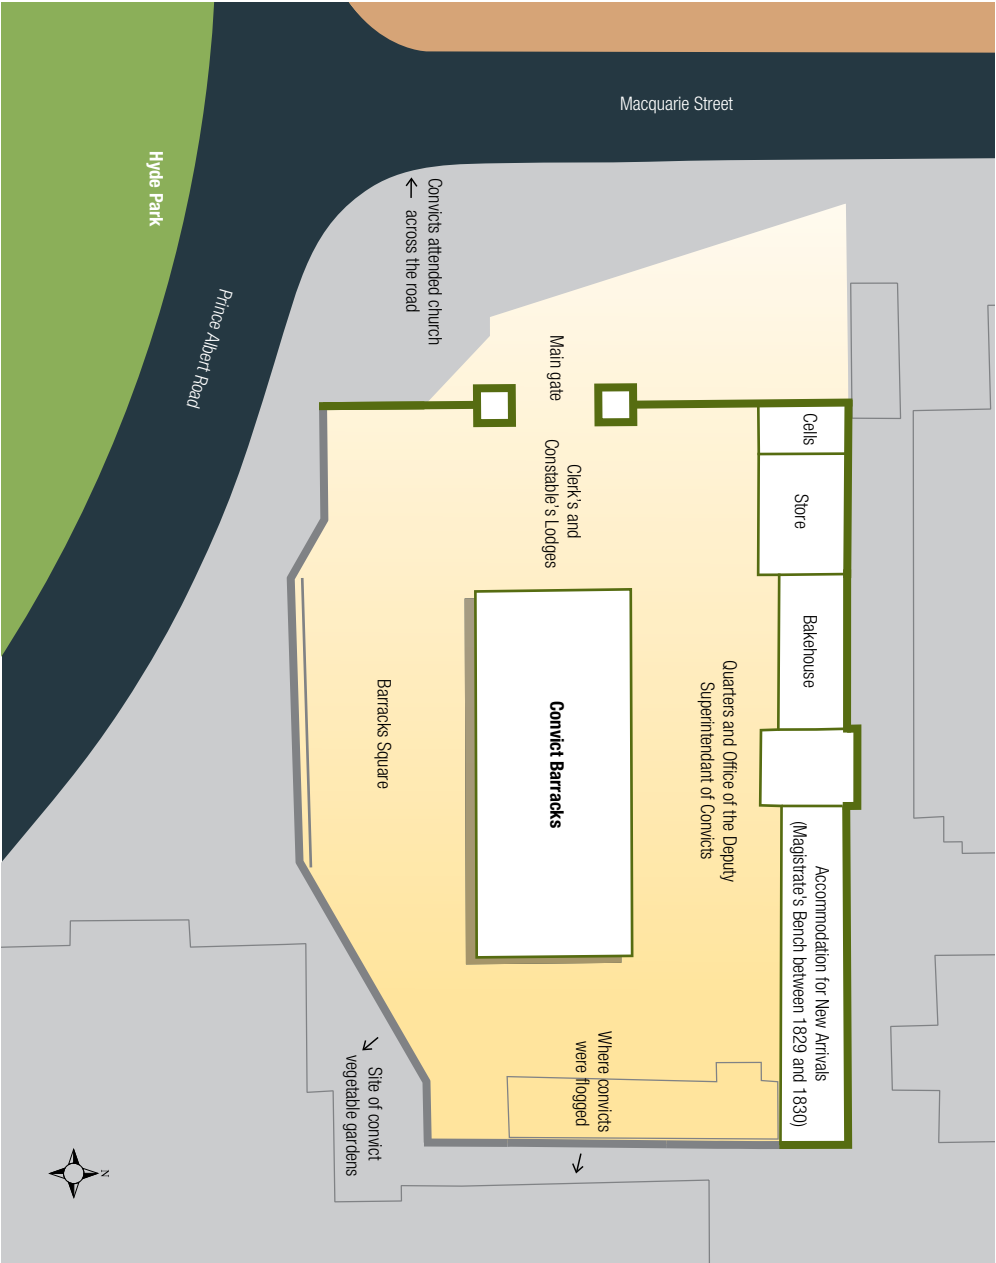 Macquarie Street
Hyde Park
Prince Albert Road
Convicts attended church
← across the road
Main gate
Clerk's and
Constable's Lodges
Cells
Store
Bakehouse
Quarters and Office of the Deputy
Superintendant of Convicts
Convict Barracks
Barracks Square
Accommodation for New Arrivals
(Magistrate's Bench between 1829 and 1830)
Where convicts
were flogged
Site of convict
vegetable gardens
N